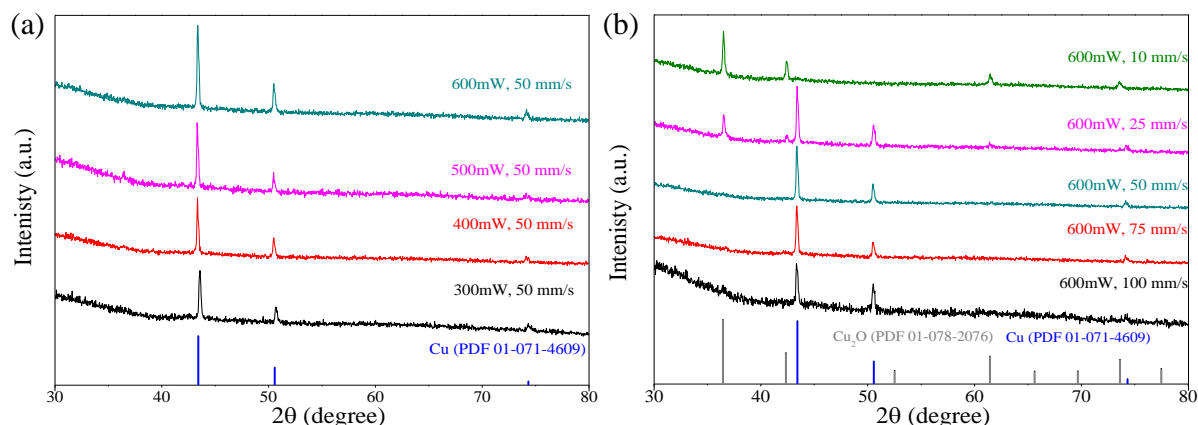 (a)
600mW, 50 mm/s
500mW, 50 mm/s
400mW, 50 mm/s
300mW, 50 mm/s
Cu (PDF 01-071-4609)
Intenisty (a.u.)
30 40 50 60 70 80
2θ (degree)
(b)
600mW, 10 mm/s
600mW, 25 mm/s
600mW, 50 mm/s
600mW, 75 mm/s
600mW, 100 mm/s
Cu₂O (PDF 01-078-2076) Cu (PDF 01-071-4609)
Intenisty (a.u.)
30 40 50 60 70 80
2θ (degree)